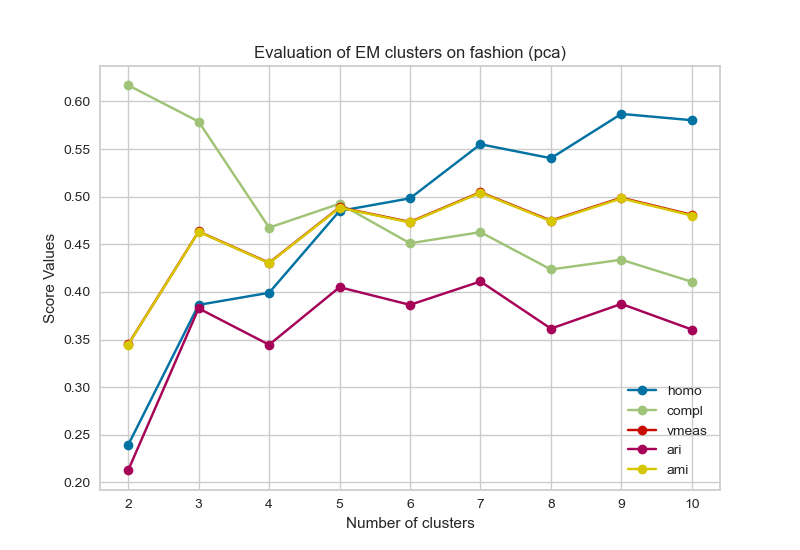 Evaluation of EM clusters on fashion (pca)
Score Values
0.60
0.55
0.50
0.45
0.40
0.35
0.30
0.25
0.20
homo
compl
vmeas
ari
ami
2 3 4 5 6 7 8 9 10
Number of clusters